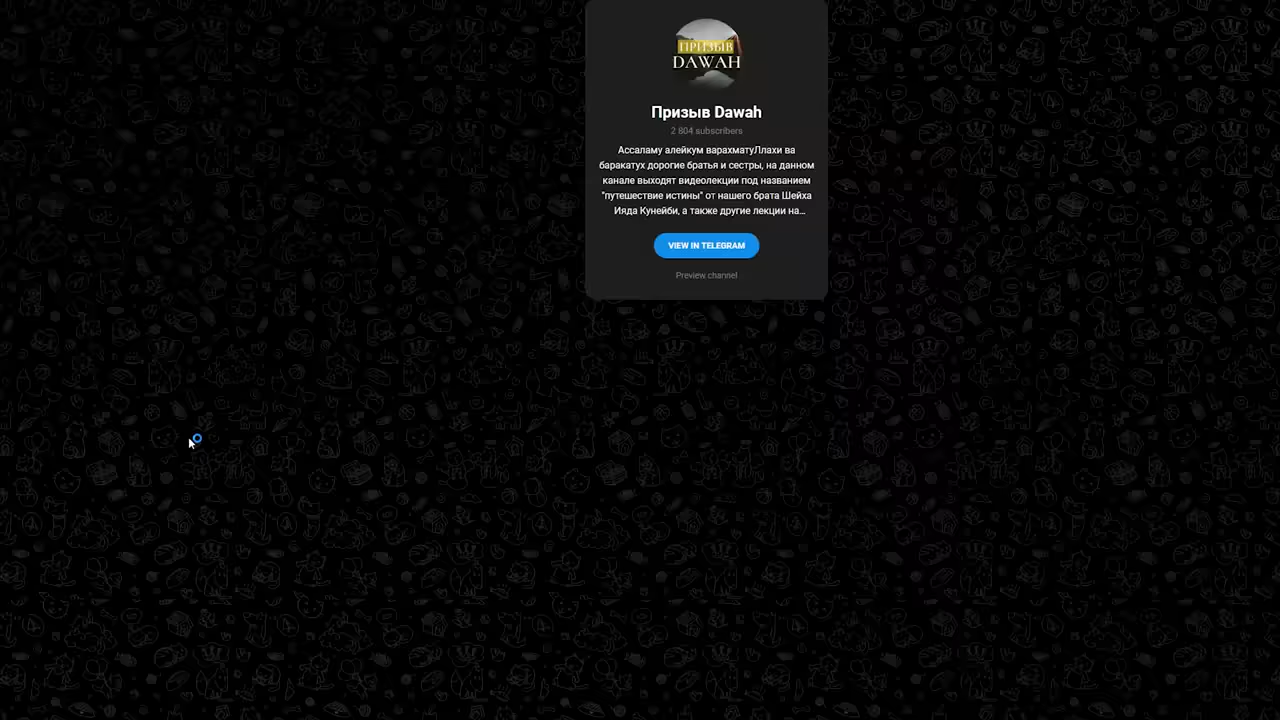 ПРИЗЫВ
DAWAH
Призыв Dawah
2 804 subscribers
Ассаламу алейкум варахматуЛлахи ва
баракатух дорогие братья и сестры, на данном
канале выходят видеолекции под названием
"путешествие истины" от нашего брата Шейха
Ияда Кунейби, а также другие лекции на…
VIEW IN TELEGRAM
Preview channel